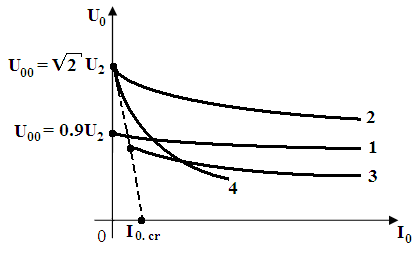 U0
U00 = √2 U2
2
U00 = 0.9U2
1
3
4
0
I0. cr
I0